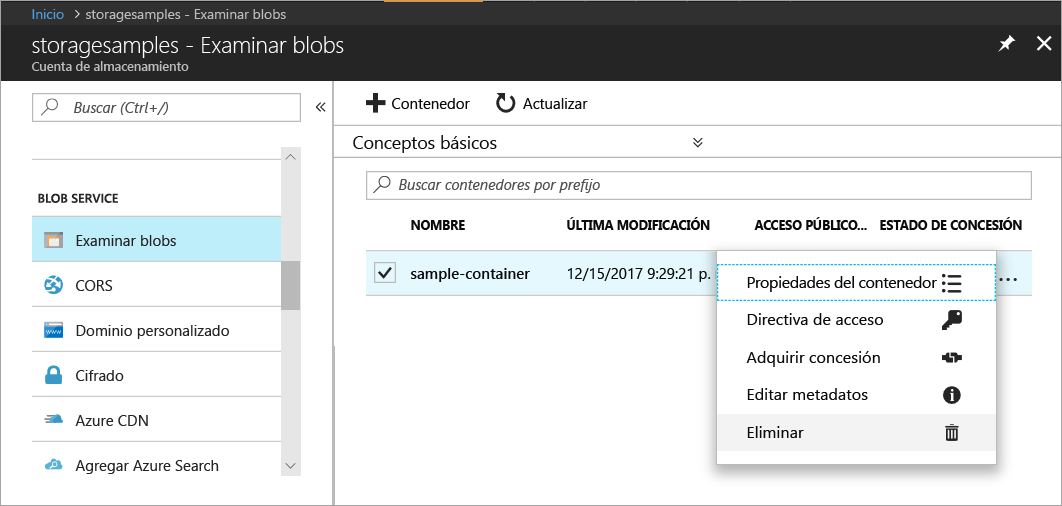 Inicio > storagesamples - Examinar blobs
storagesamples - Examinar blobs
Cuenta de almacenamiento
Buscar (Ctrl+/)
BLOB SERVICE
Examinar blobs
CORS
Dominio personalizado
Cifrado
Azure CDN
Agregar Azure Search
Contenedor Actualizar
Conceptos básicos
Buscar contenedores por prefijo
NOMBRE ÚLTIMA MODIFICACIÓN ACCESO PÚBLICO... ESTADO DE CONCESIÓN
sample-container 12/15/2017 9:29:21 p. ...
Propiedades del contenedor
Directiva de acceso
Adquirir concesión
Editar metadatos
Eliminar